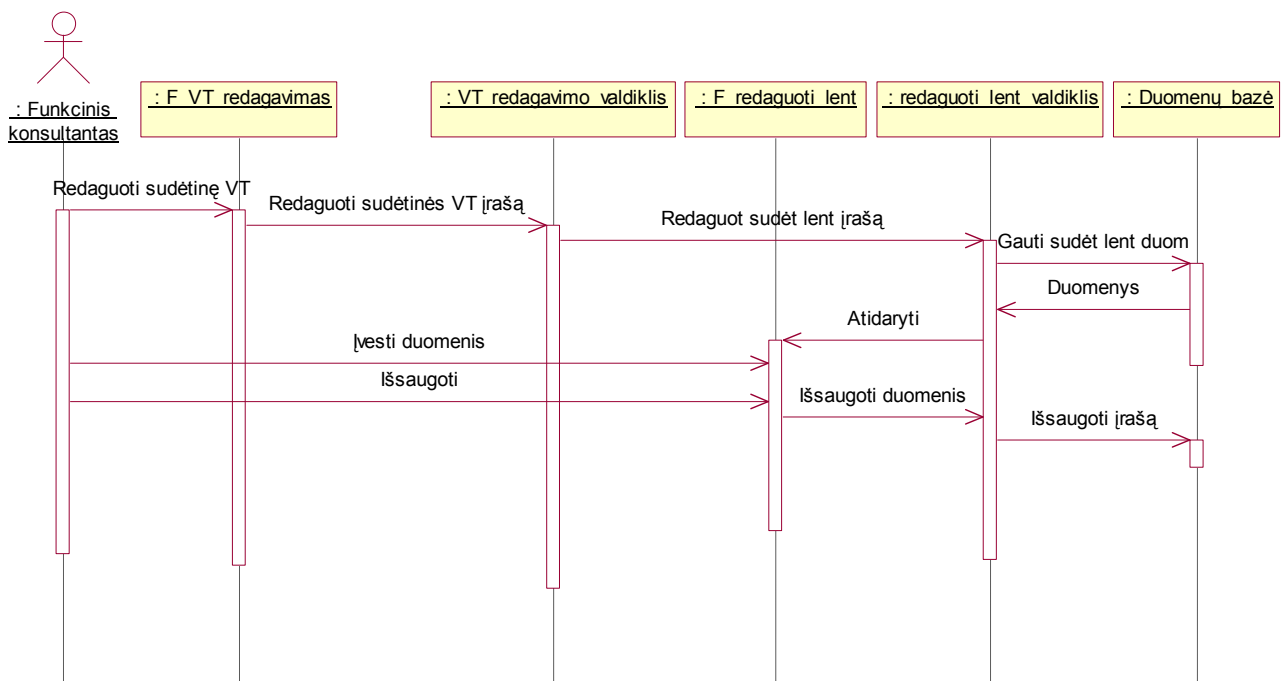 : Funkcinis
konsultantas
: F_VT_redagavimas
: VT_redagavimo_valdiklis
: F_redaguoti_lent
: redaguoti_lent_valdiklis
: Duomenų bazė
Redaguoti sudėtinę VT
Redaguoti sudėtinės VT įrašą
Redaguot sudėt lent įrašą
Gauti sudėt lent duom
Duomenys
Atidaryti
Įvesti duomenis
Išsaugoti
Išsaugoti duomenis
Išsaugoti įrašą